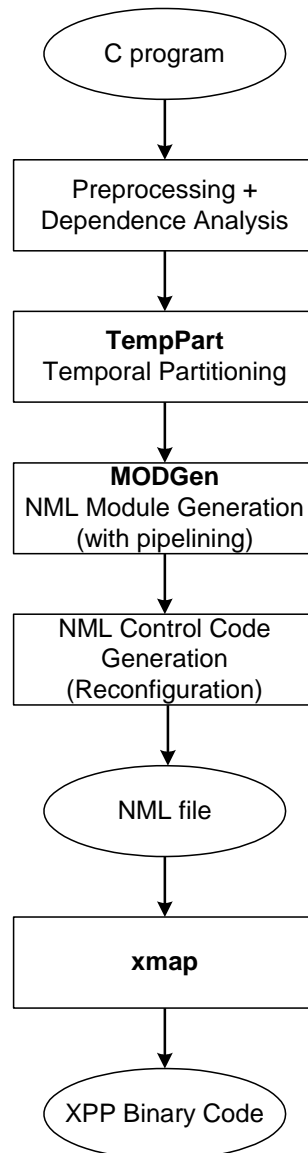 C program
Preprocessing +
Dependence Analysis
TempPart
Temporal Partitioning
MODGen
NML Module Generation
(with pipelining)
NML Control Code
Generation
(Reconfiguration)
NML file
xmap
XPP Binary Code